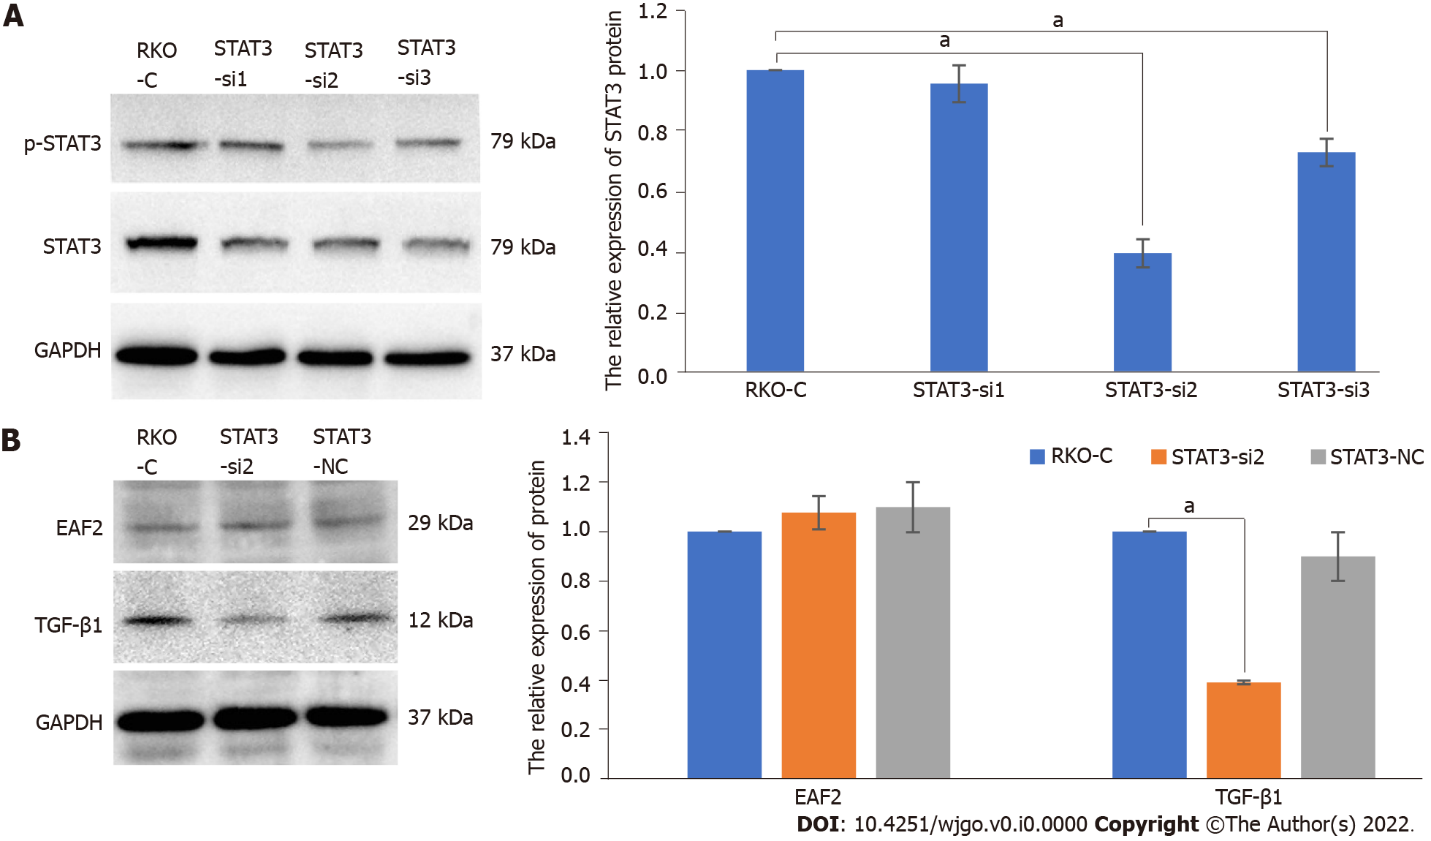 A
RKO
-C
STAT3
-si1
STAT3
-si2
STAT3
-si3
p-STAT3
79 kDa
STAT3
79 kDa
GAPDH
37 kDa
The relative expression of STAT3 protein
1.2
1.0
0.8
0.6
0.4
0.2
0.0
a
a
RKO-C
STAT3-si1
STAT3-si2
STAT3-si3
B
RKO
-C
STAT3
-si2
STAT3
-NC
EAF2
29 kDa
TGF-β1
12 kDa
GAPDH
37 kDa
The relative expression of protein
1.4
1.2
1.0
0.8
0.6
0.4
0.2
0.0
RKO-C
STAT3-si2
STAT3-NC
a
EAF2
TGF-β1
DOI: 10.4251/wjgo.v0.i0.0000 Copyright ©The Author(s) 2022.